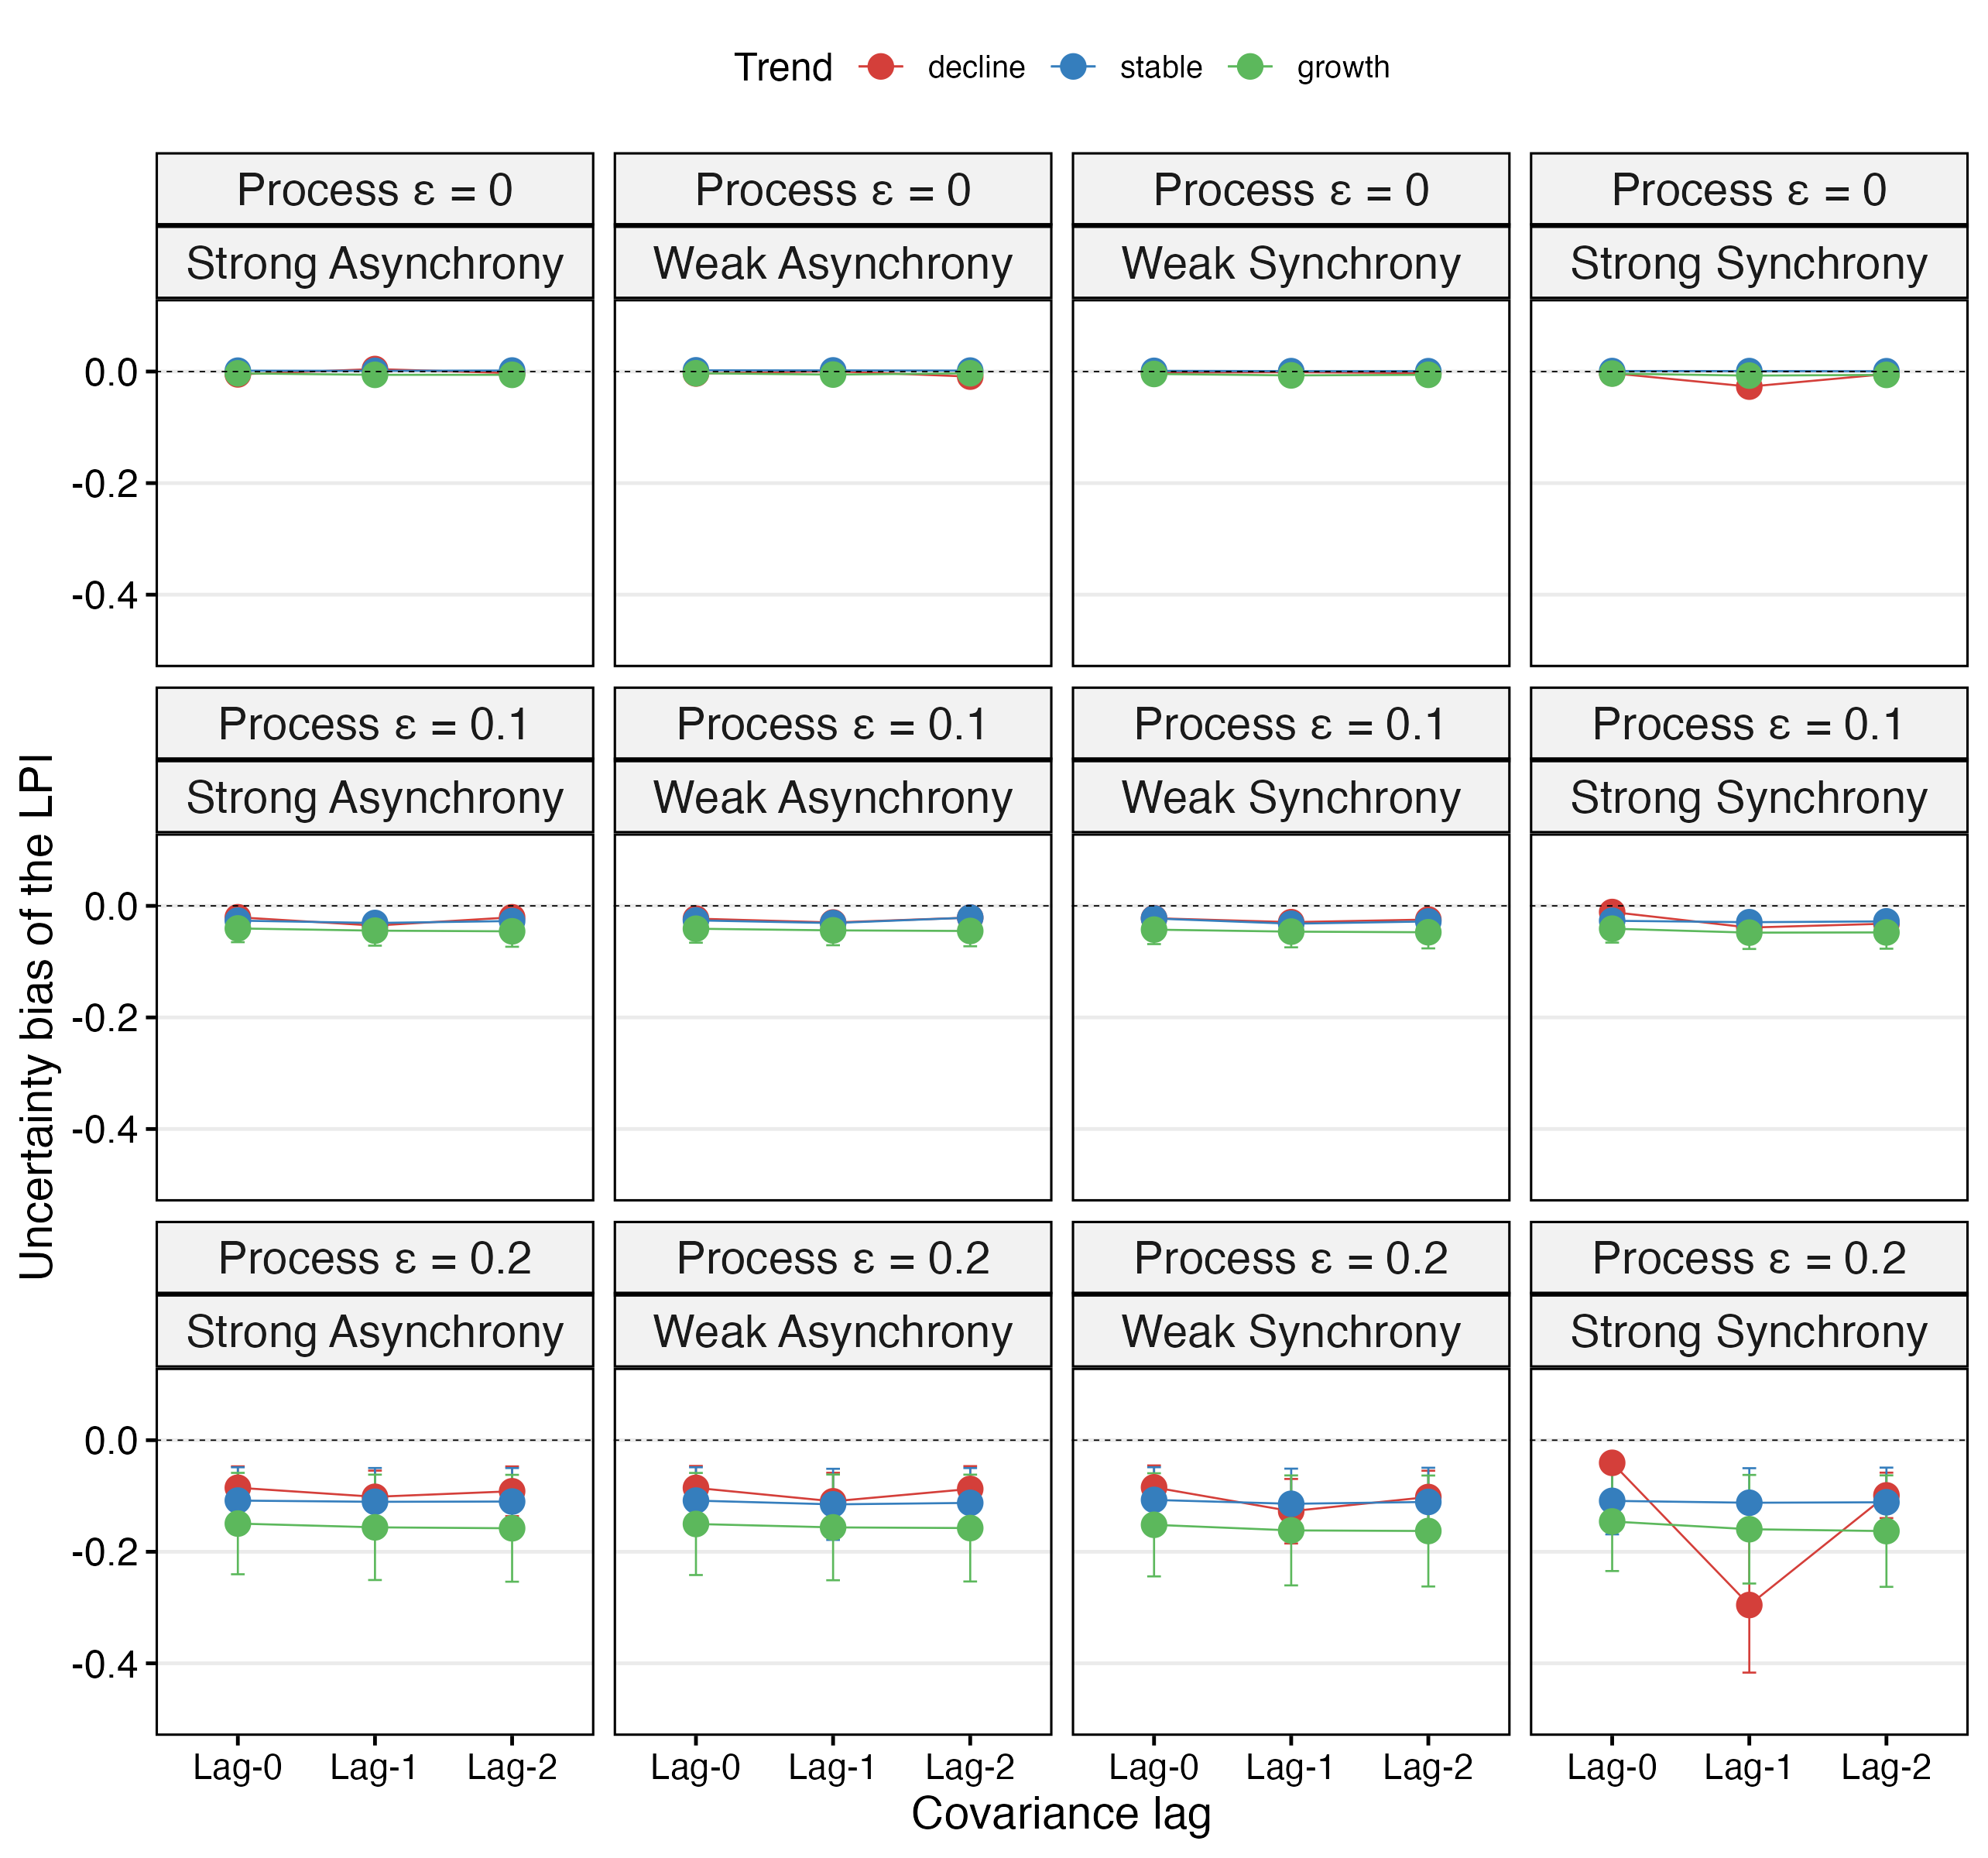 Trend decline stable growth
Process ε = 0 Process ε = 0 Process ε = 0 Process ε = 0
Strong Asynchrony Weak Asynchrony Weak Synchrony Strong Synchrony
0.0
-0.2
-0.4
Process ε = 0.1 Process ε = 0.1 Process ε = 0.1 Process ε = 0.1
Strong Asynchrony Weak Asynchrony Weak Synchrony Strong Synchrony
0.0
-0.2
-0.4
Uncertainty bias of the LPI
Process ε = 0.2 Process ε = 0.2 Process ε = 0.2 Process ε = 0.2
Strong Asynchrony Weak Asynchrony Weak Synchrony Strong Synchrony
0.0
-0.2
-0.4
Lag-0 Lag-1 Lag-2 Lag-0 Lag-1 Lag-2 Lag-0 Lag-1 Lag-2 Lag-0 Lag-1 Lag-2
Covariance lag